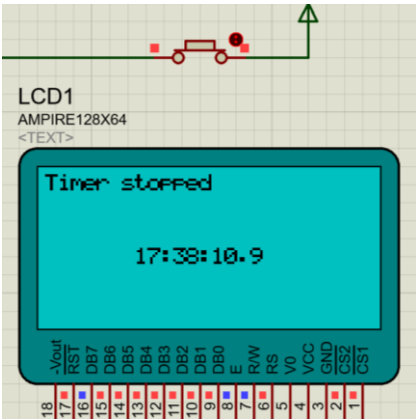 LCD1
AMPIRE128X64
<TEXT>
Timer stopped
17:38:10.9
-Vout
RST
DB7
DB6
DB5
DB4
DB3
DB2
DB1
DB0
E
R/W
RS
V0
VCC
GND
CS2
CS1
18
17
16
15
14
13
12
11
10
9
8
7
6
5
4
3
2
1